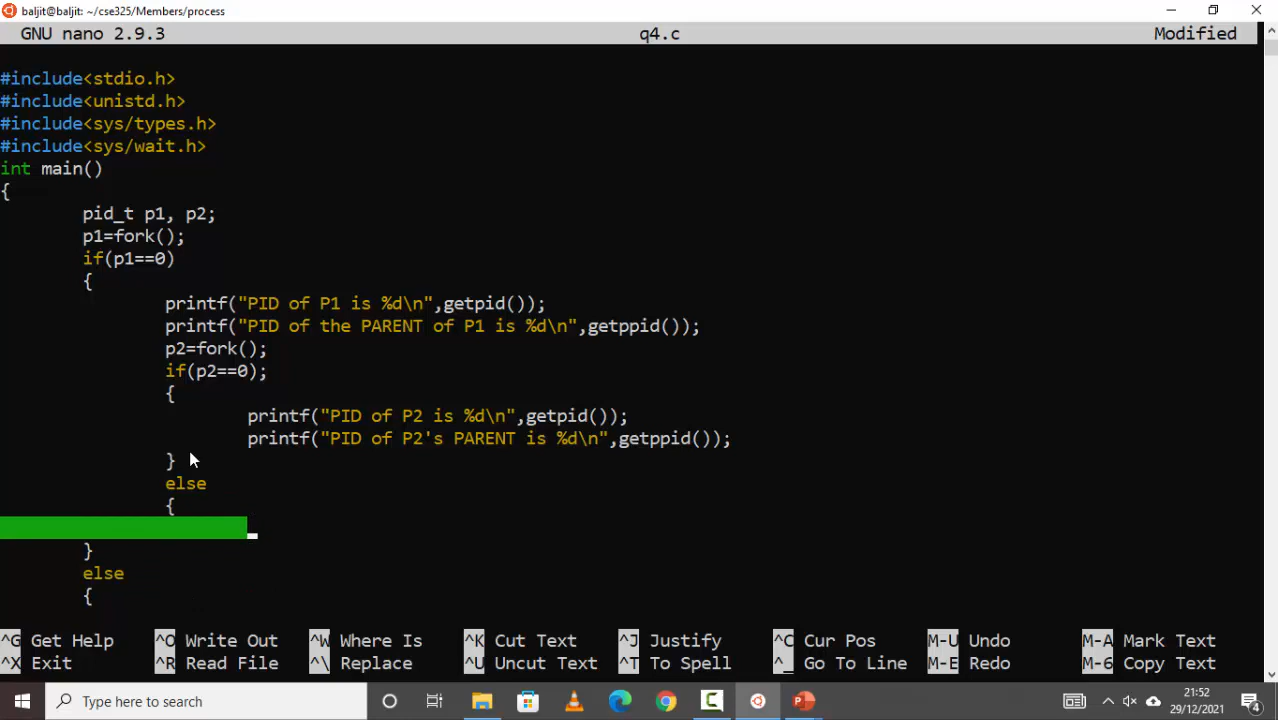 baljit@baljit: ~/cse325/Members/process
GNU nano 2.9.3 q4.c Modified
#include<stdio.h>
#include<unistd.h>
#include<sys/types.h>
#include<sys/wait.h>
int main()
{
pid_t p1, p2;
p1=fork();
if(p1==0)
{
printf("PID of P1 is %d\n",getpid());
printf("PID of the PARENT of P1 is %d\n",getppid());
p2=fork();
if(p2==0);
{
printf("PID of P2 is %d\n",getpid());
printf("PID of P2's PARENT is %d\n",getppid());
}
else
{
}
else
{
^G Get Help ^O Write Out ^W Where Is ^K Cut Text ^J Justify ^C Cur Pos M-U Undo M-A Mark Text
^X Exit ^R Read File ^\ Replace ^U Uncut Text ^T To Spell ^_ Go To Line M-E Redo M-6 Copy Text
Type here to search
21:52
29/12/2021
4